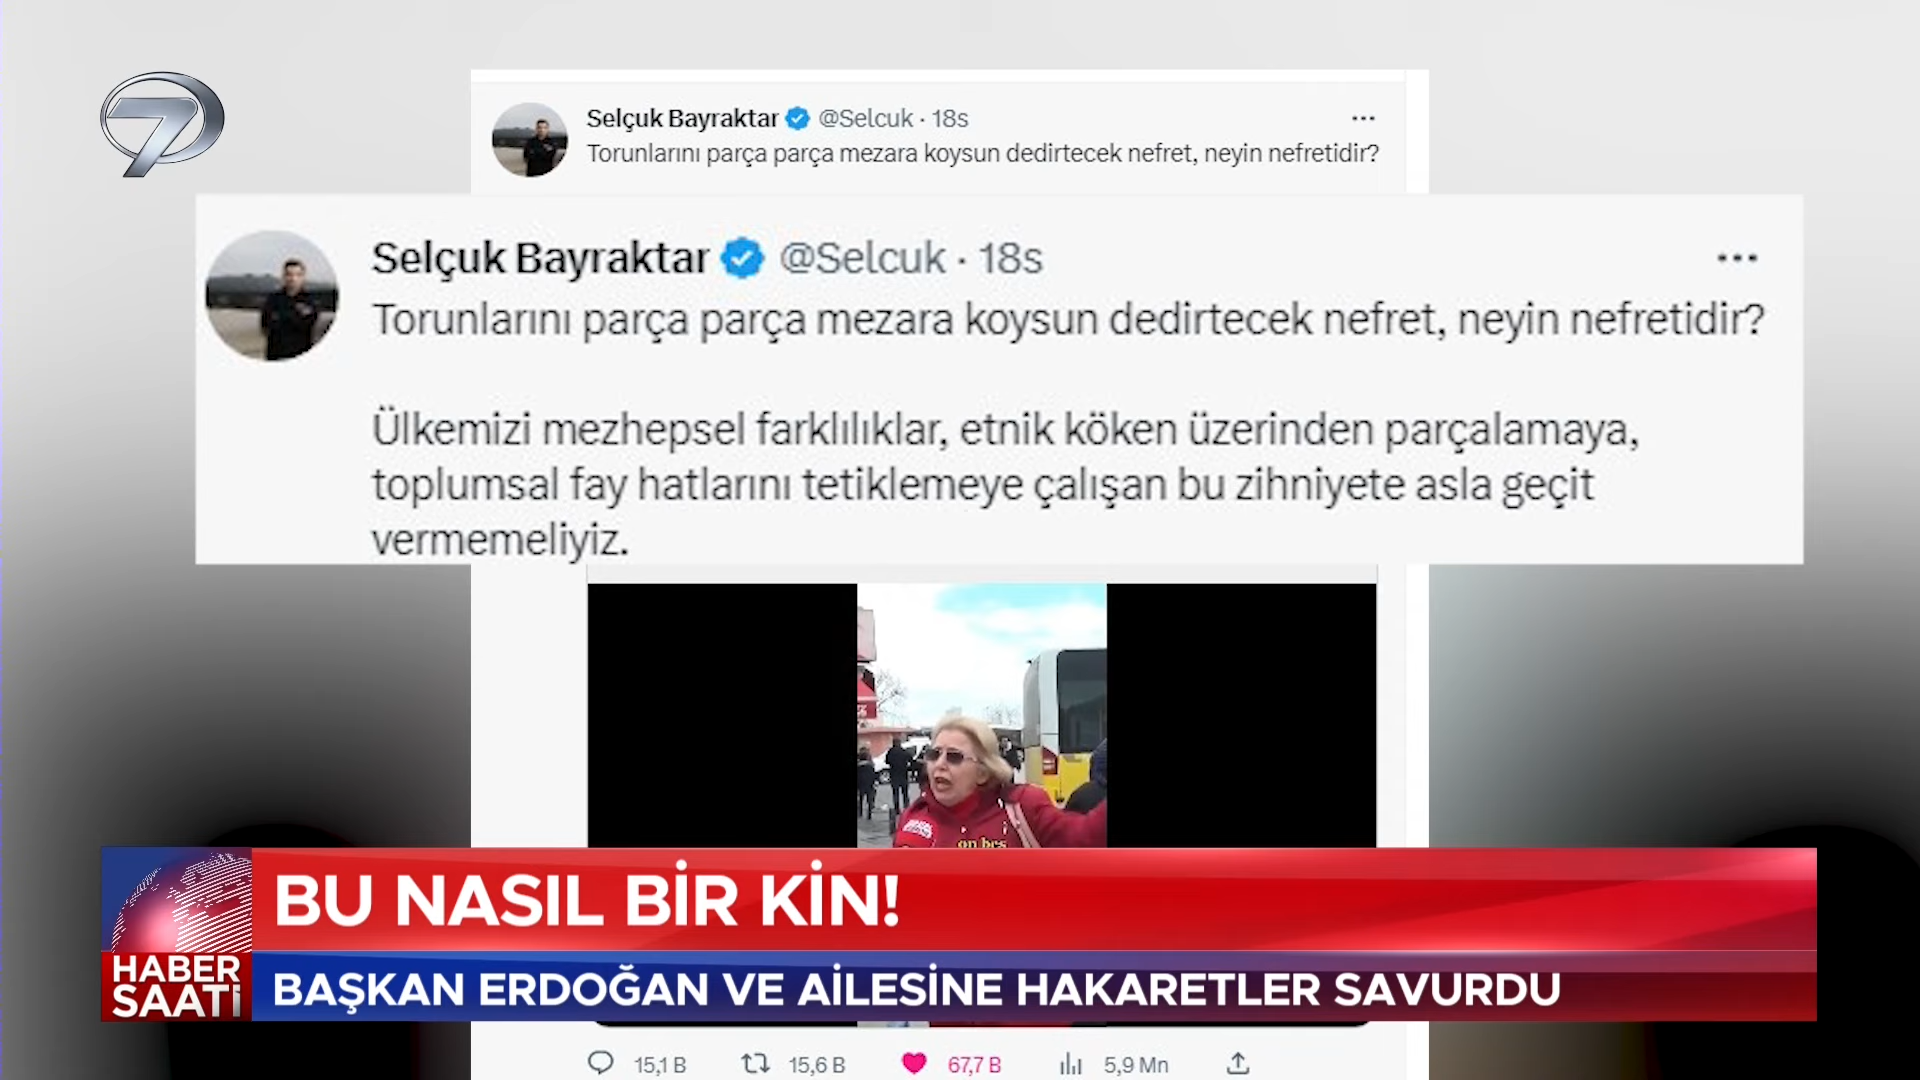 7
Selçuk Bayraktar @Selcuk · 18s
Torunlarını parça parça mezara koysun dedirtecek nefret, neyin nefretidir?
Selçuk Bayraktar @Selcuk · 18s
Torunlarını parça parça mezara koysun dedirtecek nefret, neyin nefretidir?
Ülkemizi mezhepsel farklılıklar, etnik köken üzerinden parçalamaya,
toplumsal fay hatlarını tetiklemeye çalışan bu zihniyete asla geçit
vermemeliyiz.
BU NASIL BİR KİN!
HABER
SAATİ
BAŞKAN ERDOĞAN VE AİLESİNE HAKARETLER SAVURDU
15,1 B 15,6 B 67,7 B 5,9 Mn